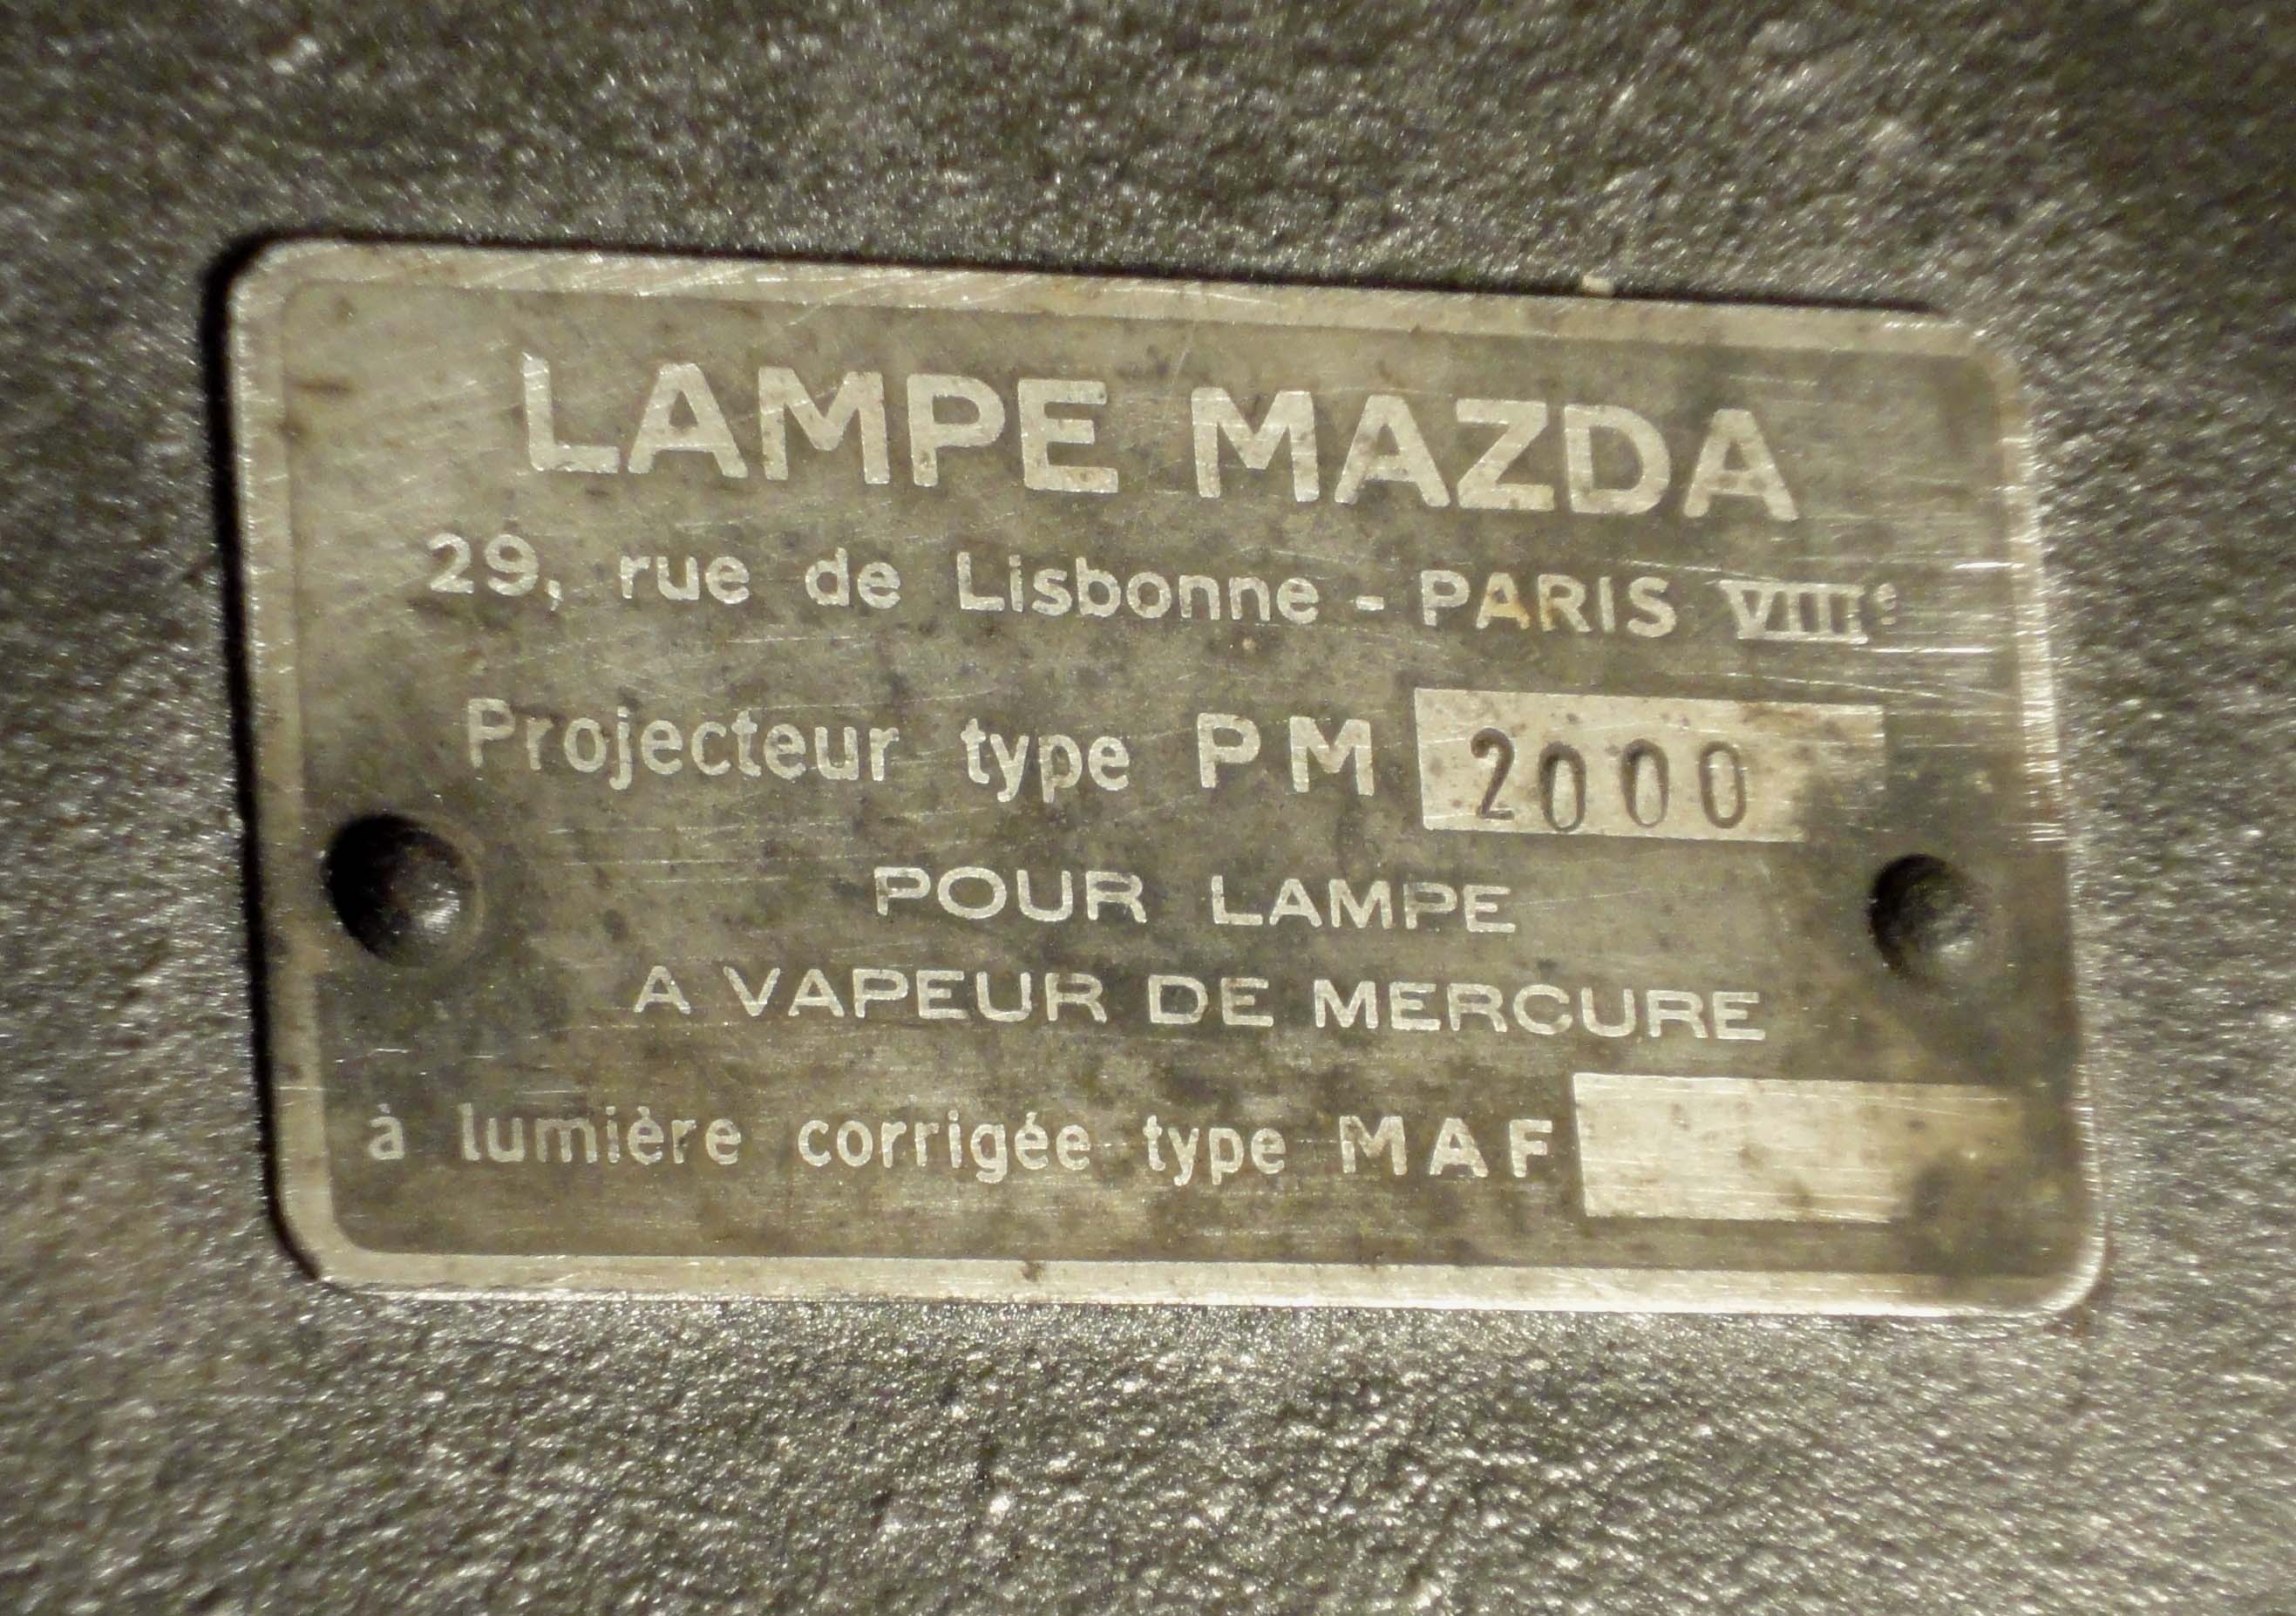 LAMPE MAZDA
29, rue de Lisbonne - PARIS VIIIe
Projecteur type PM 2000
POUR LAMPE
A VAPEUR DE MERCURE
à lumière corrigée type MAF